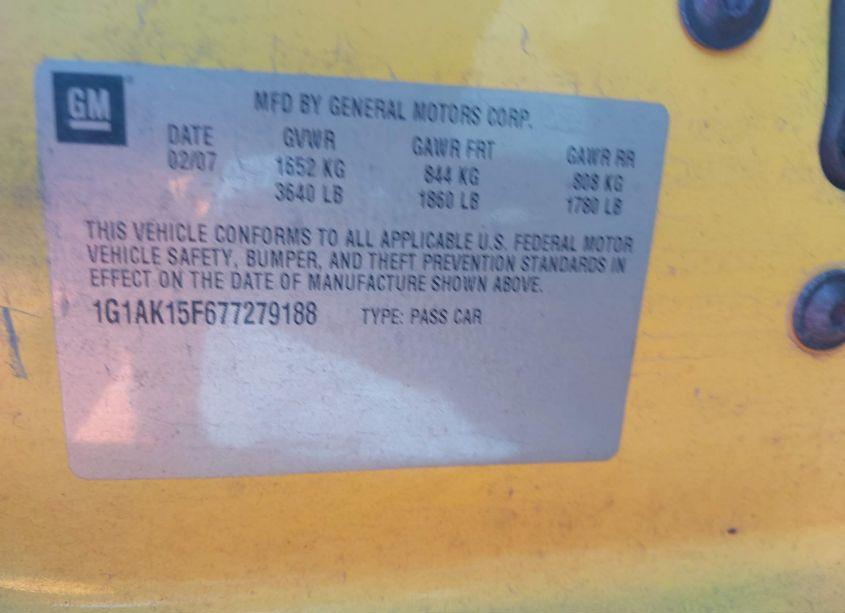 GM
MFD BY GENERAL MOTORS CORP.
DATE GVWR GAWR FRT GAWR RR
02/07 1652 KG 844 KG 808 KG
3640 LB 1860 LB 1780 LB
THIS VEHICLE CONFORMS TO ALL APPLICABLE U.S. FEDERAL MOTOR
VEHICLE SAFETY, BUMPER, AND THEFT PREVENTION STANDARDS IN
EFFECT ON THE DATE OF MANUFACTURE SHOWN ABOVE.
1G1AK15F677279188 TYPE: PASS CAR